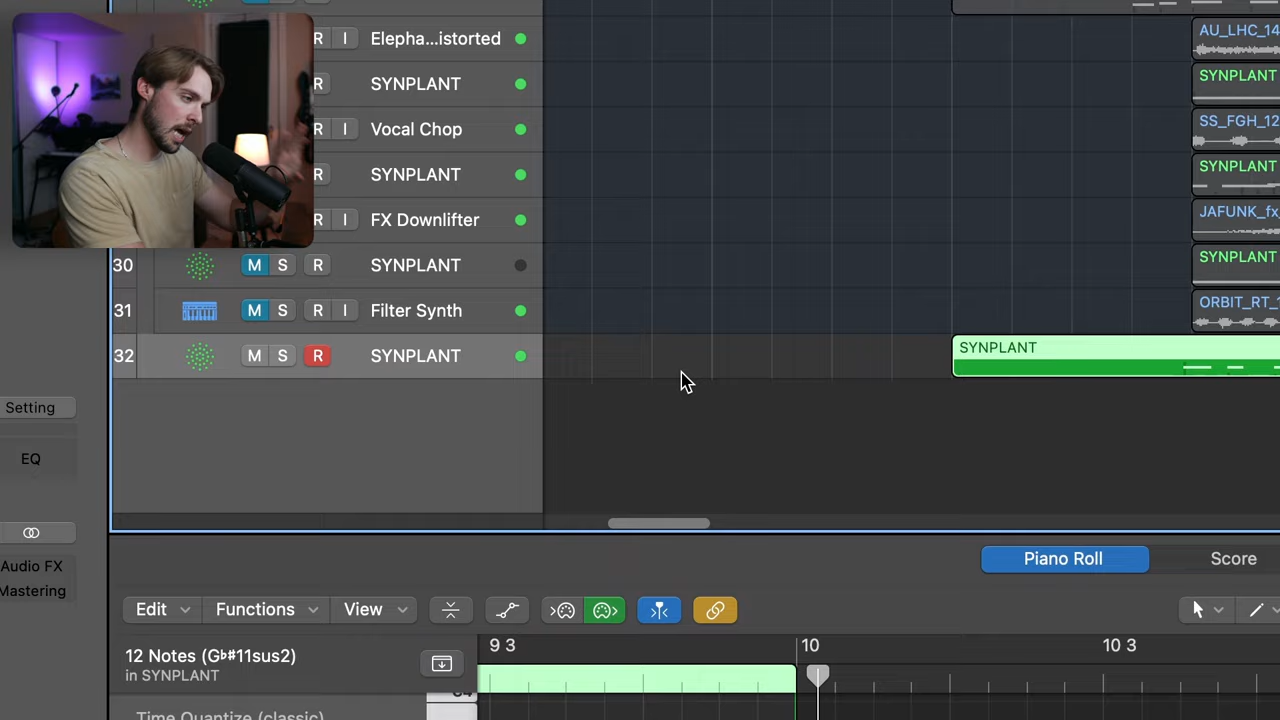 R I Elepha...istorted
AU_LHC_14
R SYNPLANT
SYNPLANT
R I Vocal Chop
SS_FGH_12
R SYNPLANT
SYNPLANT
R I FX Downlifter
JAFUNK_fx
30 M S R SYNPLANT
SYNPLANT
31 M S R I Filter Synth
ORBIT_RT_
32 M S R SYNPLANT
SYNPLANT
Setting
EQ
Audio FX
Mastering
Piano Roll Score
Edit Functions View
9 3 10 10 3
12 Notes (G♭#11sus2)
in SYNPLANT
Time Quantize (classic)